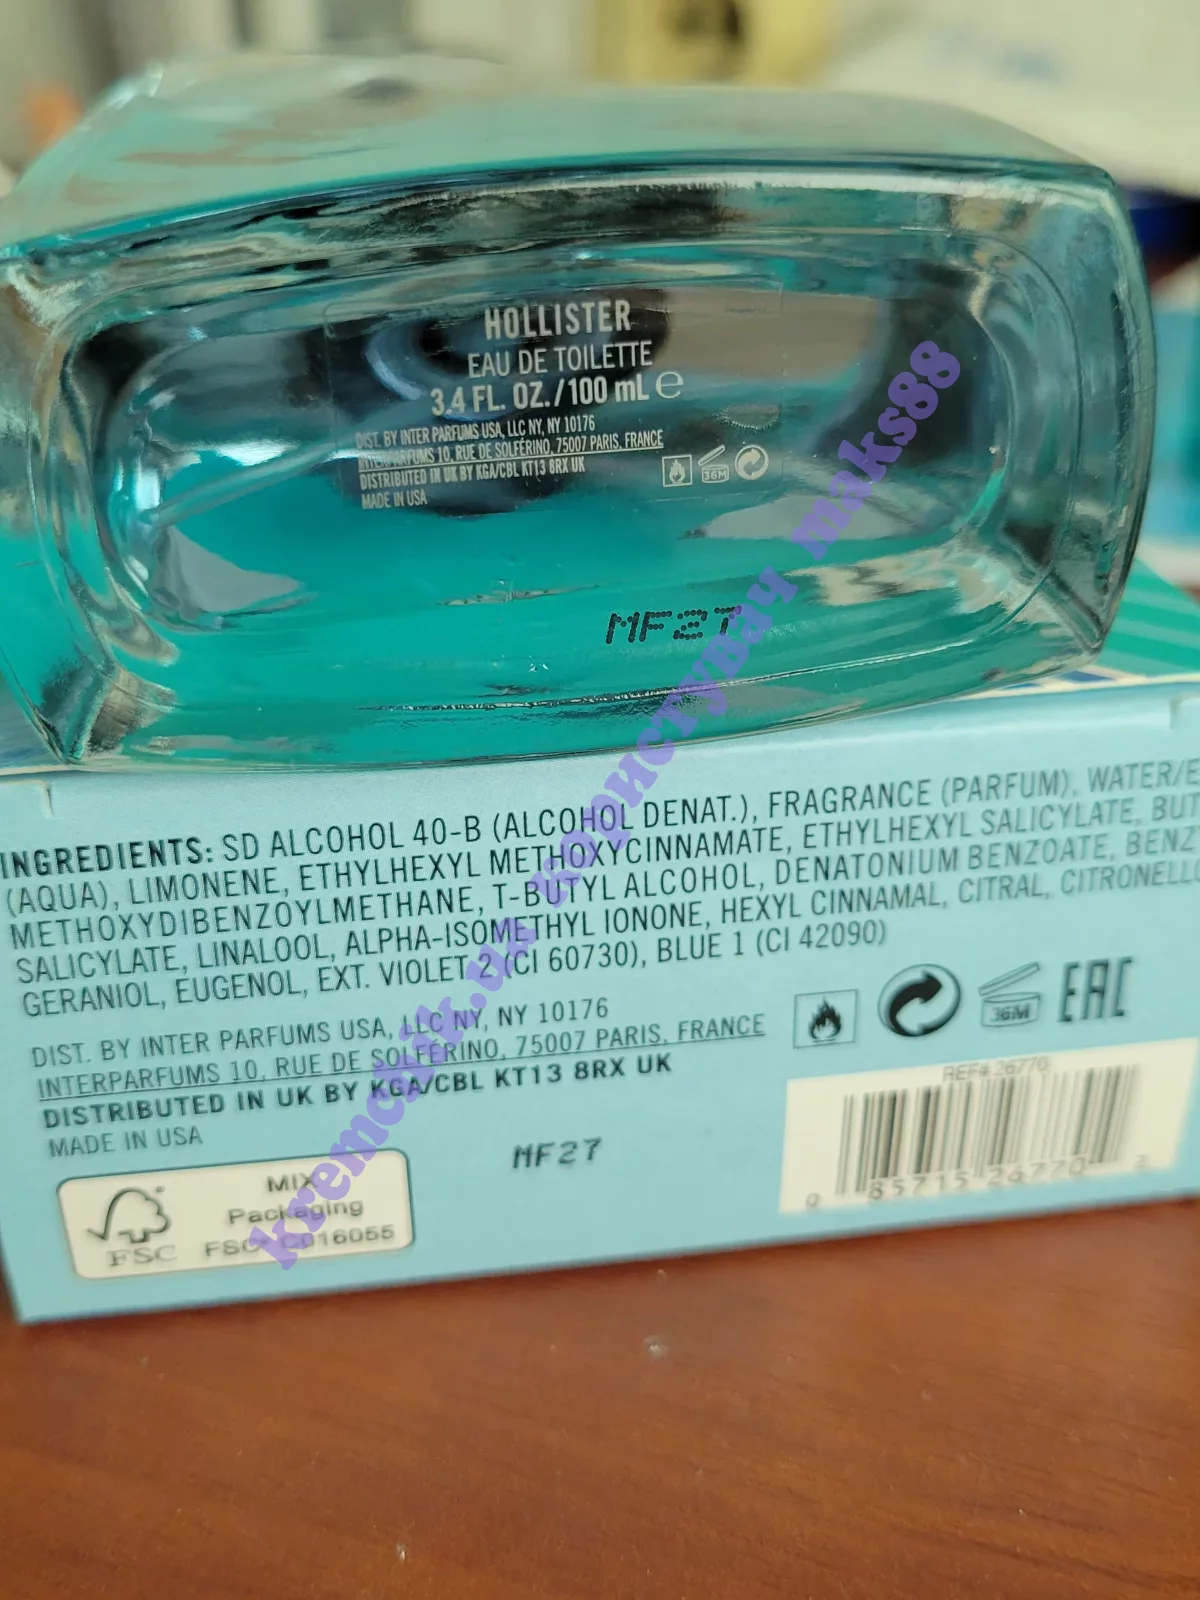 HOLLISTER
EAU DE TOILETTE
3.4 FL. OZ./100 mL e
DIST. BY INTER PARFUMS USA, LLC NY, NY 10176
INTERPARFUMS 10, RUE DE SOLFÉRINO, 75007 PARIS, FRANCE
DISTRIBUTED IN UK BY KGA/CBL KT13 8RX UK
MADE IN USA
36M
MF27
INGREDIENTS: SD ALCOHOL 40-B (ALCOHOL DENAT.), FRAGRANCE (PARFUM), WATER/E
(AQUA), LIMONENE, ETHYLHEXYL METHOXYCINNAMATE, ETHYLHEXYL SALICYLATE, BUT
METHOXYDIBENZOYLMETHANE, T-BUTYL ALCOHOL, DENATONIUM BENZOATE, BENZ
SALICYLATE, LINALOOL, ALPHA-ISOMETHYL IONONE, HEXYL CINNAMAL, CITRAL, CITRONELLO
GERANIOL, EUGENOL, EXT. VIOLET 2 (CI 60730), BLUE 1 (CI 42090)
DIST. BY INTER PARFUMS USA, LLC NY, NY 10176
INTERPARFUMS 10, RUE DE SOLFÉRINO, 75007 PARIS, FRANCE
DISTRIBUTED IN UK BY KGA/CBL KT13 8RX UK
MADE IN USA
36M
EAC
MF27
REF# 26770
0 85715 26770 2
MIX
Packaging
FSC
FSC® C016055
kremchik.ua користувач maks88